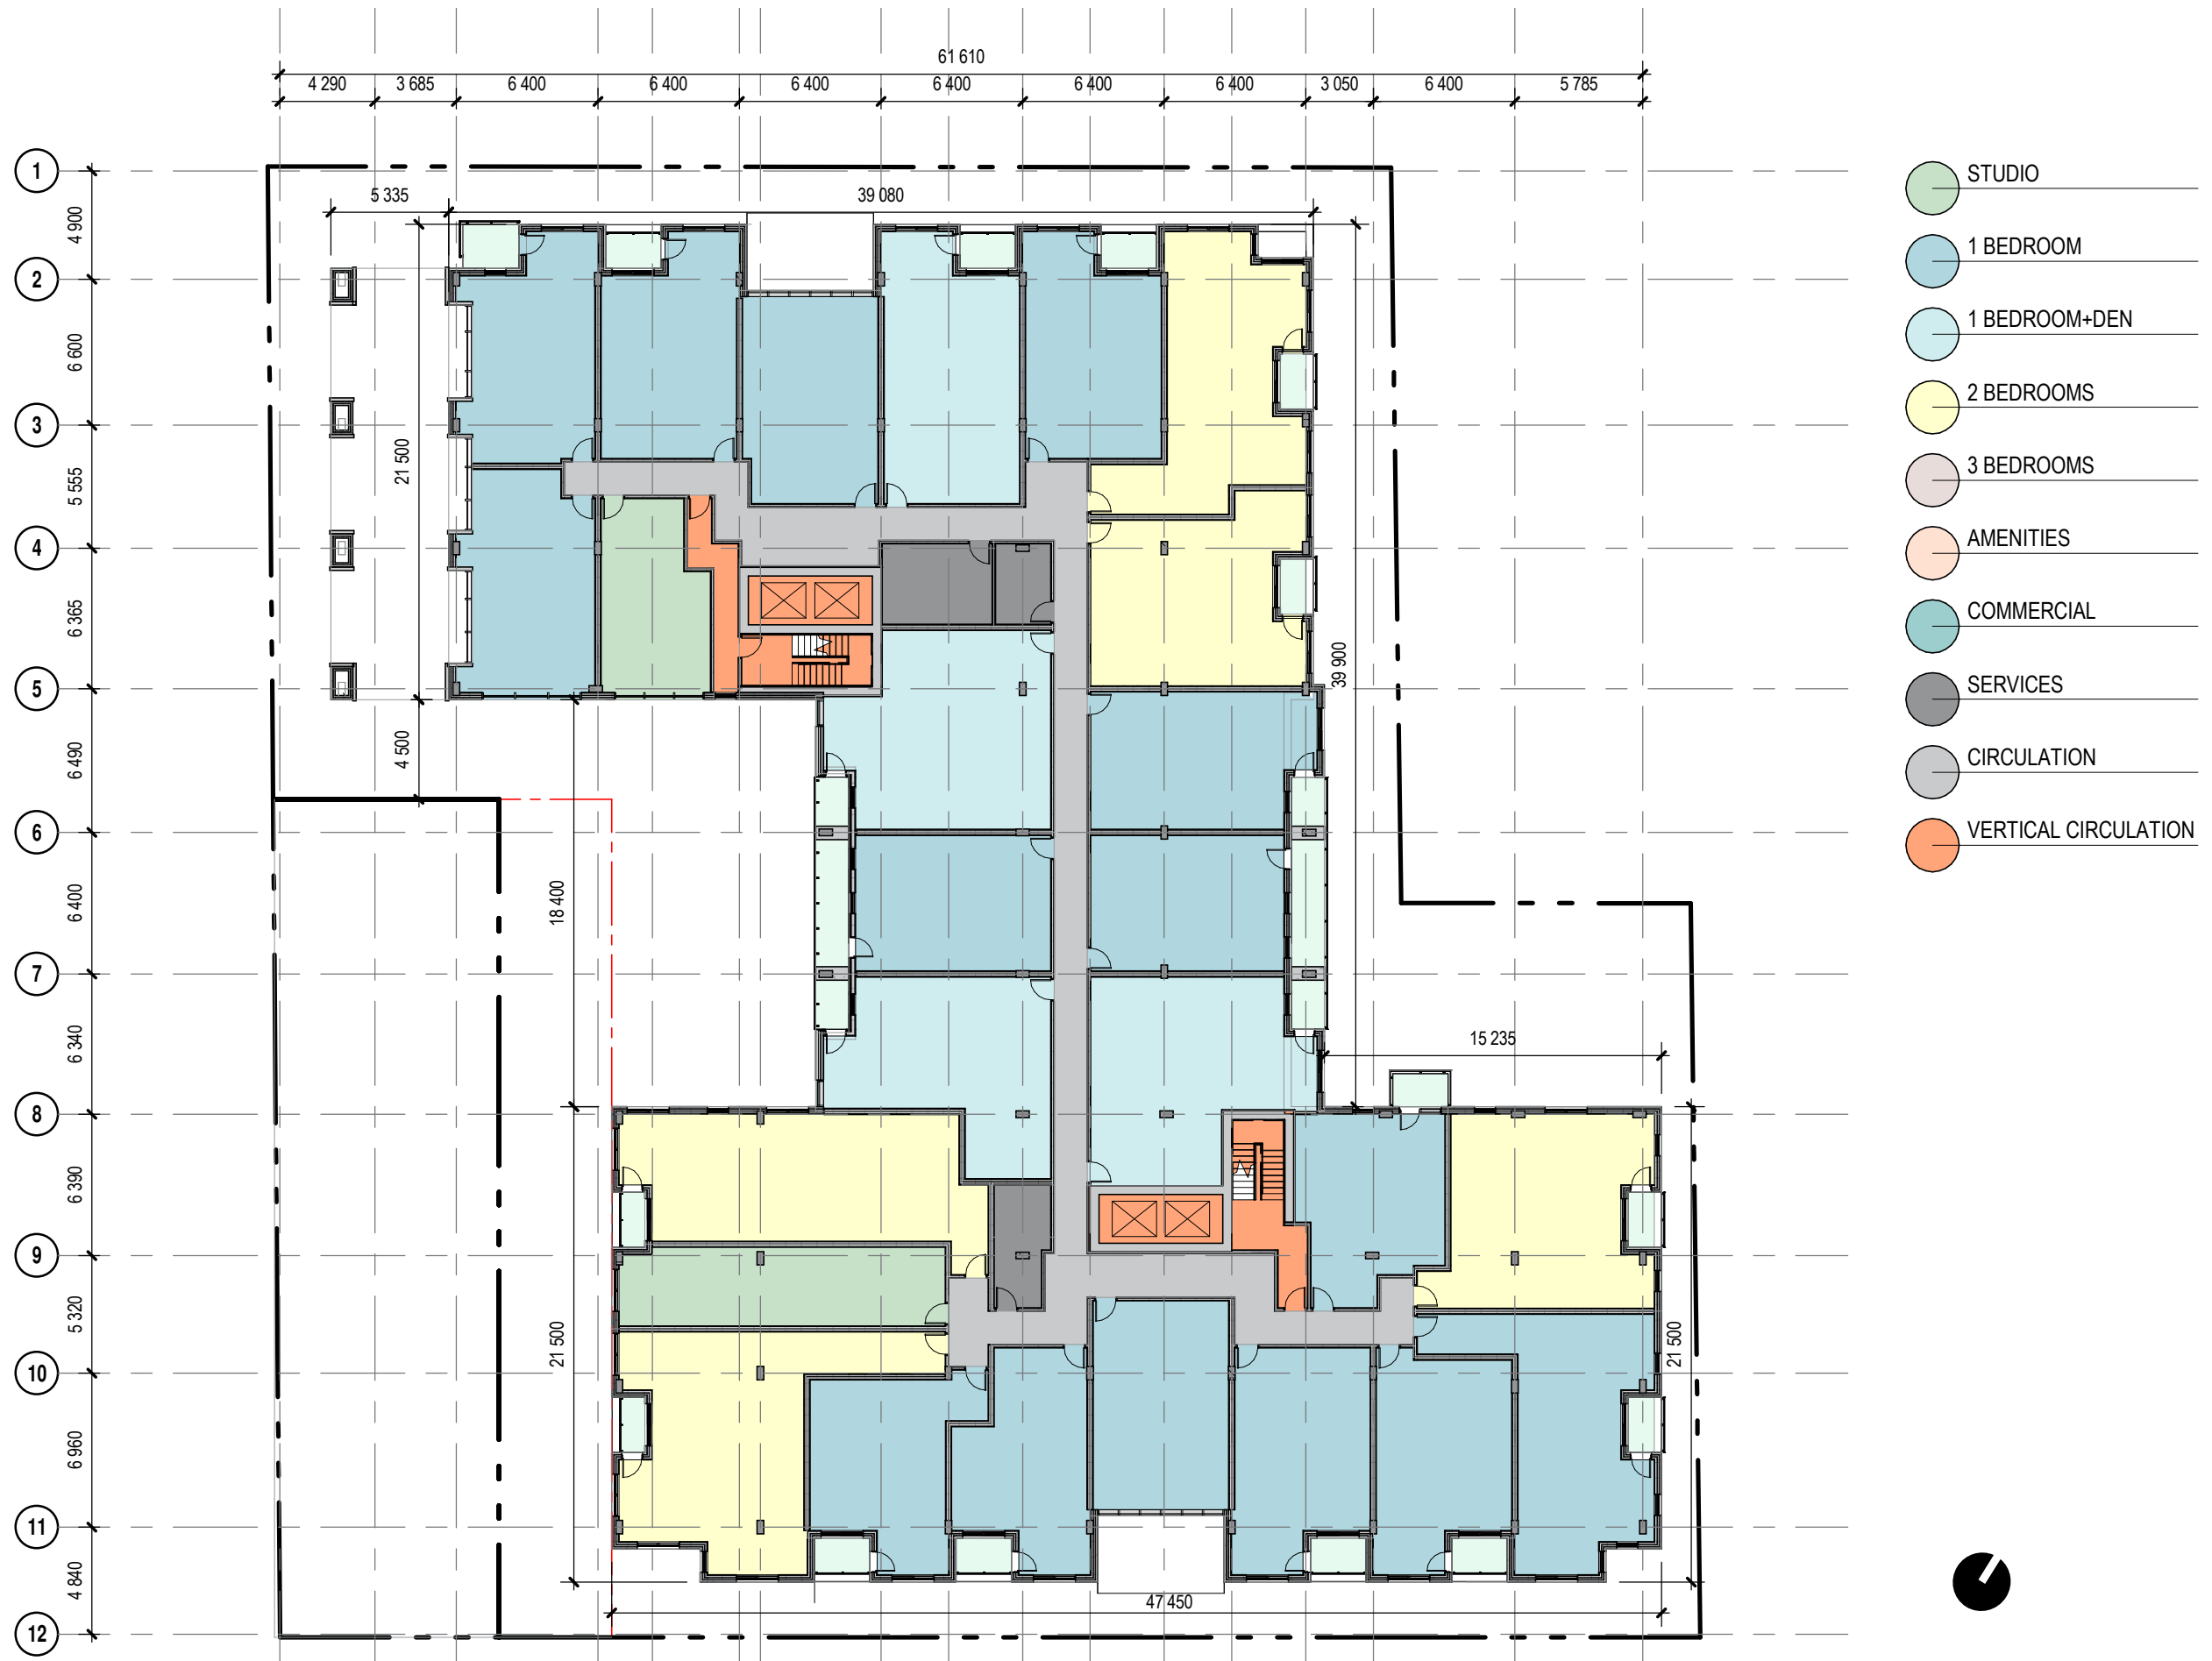 61 610
4 290 3 685 6 400 6 400 6 400 6 400 6 400 6 400 3 050 6 400 5 785
1
STUDIO
5 335 39 080
4 900
1 BEDROOM
2
1 BEDROOM+DEN
6 600
2 BEDROOMS
3
21 500
3 BEDROOMS
5 555
AMENITIES
4
COMMERCIAL
6 365
39 900
5
SERVICES
4 500
6 490
CIRCULATION
6
VERTICAL CIRCULATION
18 400
6 400
7
15 235
6 340
8
6 390
9
5 320
21 500
21 500
10
6 960
11
4 840
47 450
12